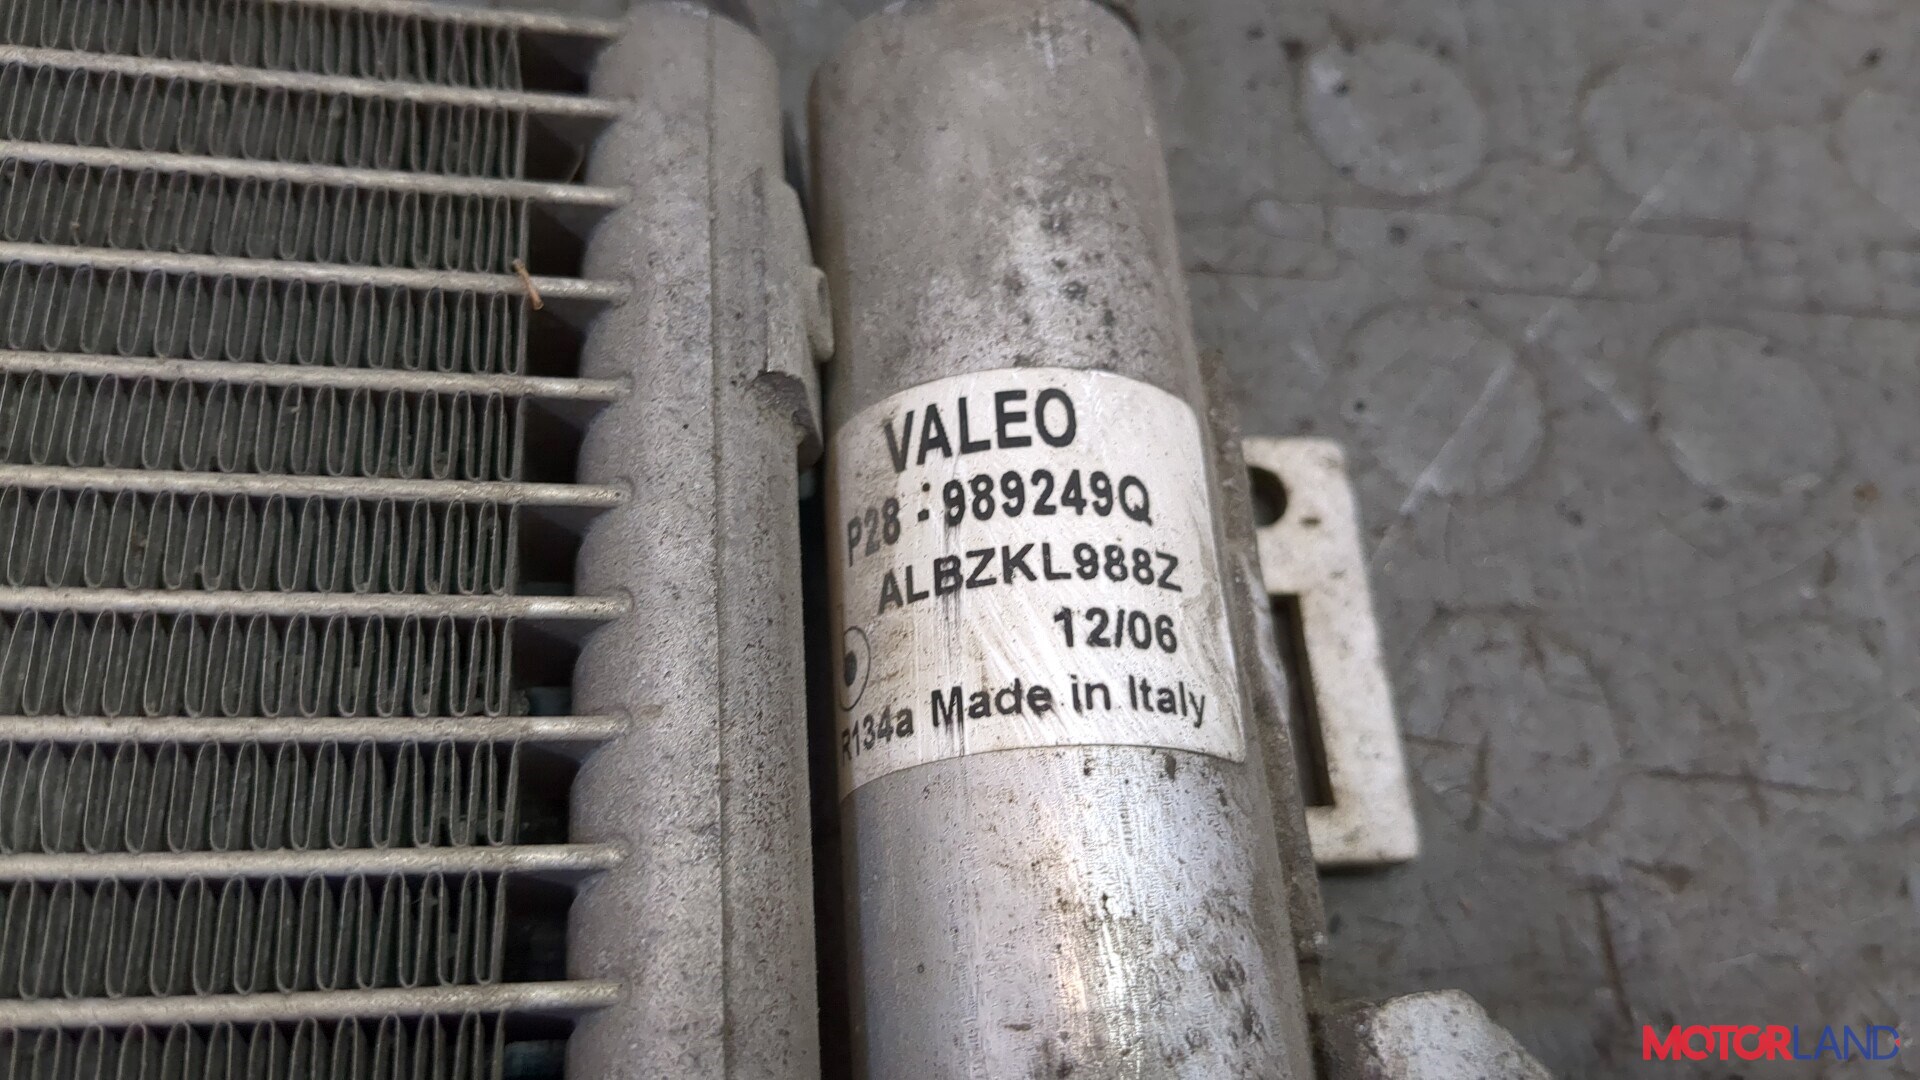 VALEO
P28 - 989249Q
ALBZKL988Z
12/06
R134a Made in Italy
MOTORLAND